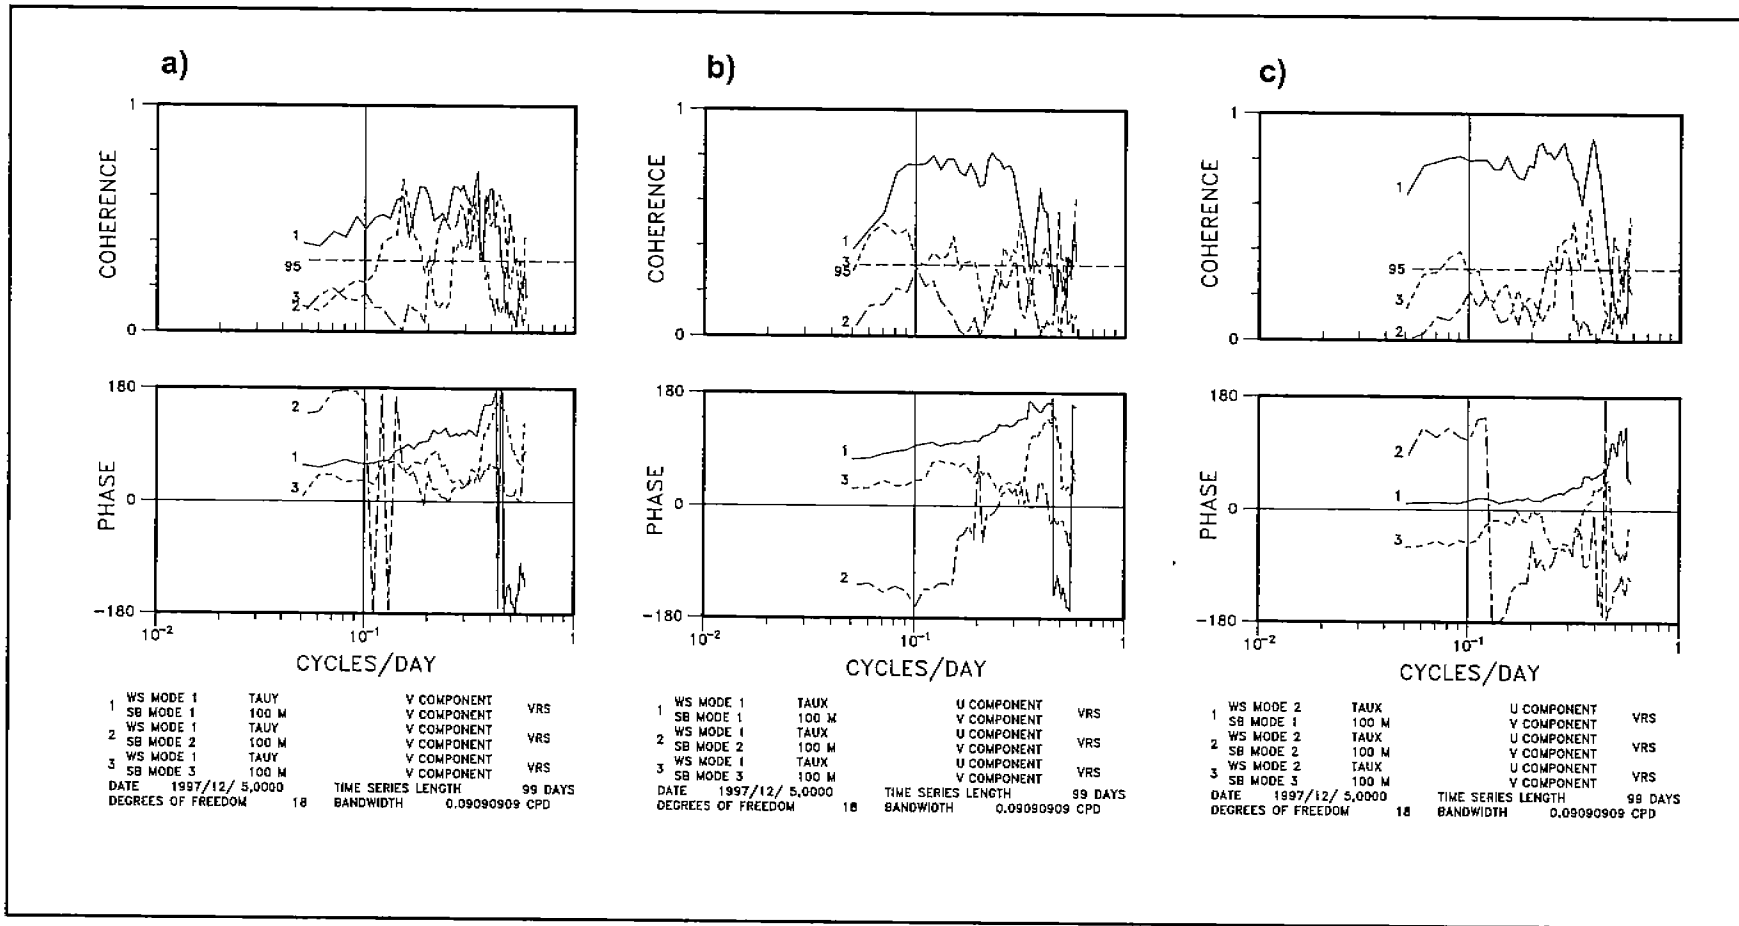 a)
1
COHERENCE
1
95
3
2
0
180
2
1
3
PHASE
0
-180
10⁻²
10⁻¹
1
CYCLES/DAY
1 WS MODE 1 TAUY V COMPONENT VRS
SB MODE 1 100 M V COMPONENT
2 WS MODE 1 TAUY V COMPONENT VRS
SB MODE 2 100 M V COMPONENT
3 WS MODE 1 TAUY V COMPONENT VRS
SB MODE 3 100 M V COMPONENT
DATE 1997/12/ 5,0000 TIME SERIES LENGTH 99 DAYS
DEGREES OF FREEDOM 18 BANDWIDTH 0.09090909 CPD
b)
1
COHERENCE
1
3
95
2
0
180
1
3
PHASE
0
2
-180
10⁻²
10⁻¹
1
CYCLES/DAY
1 WS MODE 1 TAUX U COMPONENT VRS
SB MODE 1 100 M V COMPONENT
2 WS MODE 1 TAUX U COMPONENT VRS
SB MODE 2 100 M V COMPONENT
3 WS MODE 1 TAUX U COMPONENT VRS
SB MODE 3 100 M V COMPONENT
DATE 1997/12/ 5,0000 TIME SERIES LENGTH 99 DAYS
DEGREES OF FREEDOM 18 BANDWIDTH 0.09090909 CPD
c)
1
COHERENCE
1
95
3
2
0
180
2
1
PHASE
0
3
-180
10⁻²
10⁻¹
1
CYCLES/DAY
1 WS MODE 2 TAUX U COMPONENT VRS
SB MODE 1 100 M V COMPONENT
2 WS MODE 2 TAUX U COMPONENT VRS
SB MODE 2 100 M V COMPONENT
3 WS MODE 2 TAUX U COMPONENT VRS
SB MODE 3 100 M V COMPONENT
DATE 1997/12/ 5,0000 TIME SERIES LENGTH 99 DAYS
DEGREES OF FREEDOM 18 BANDWIDTH 0.09090909 CPD